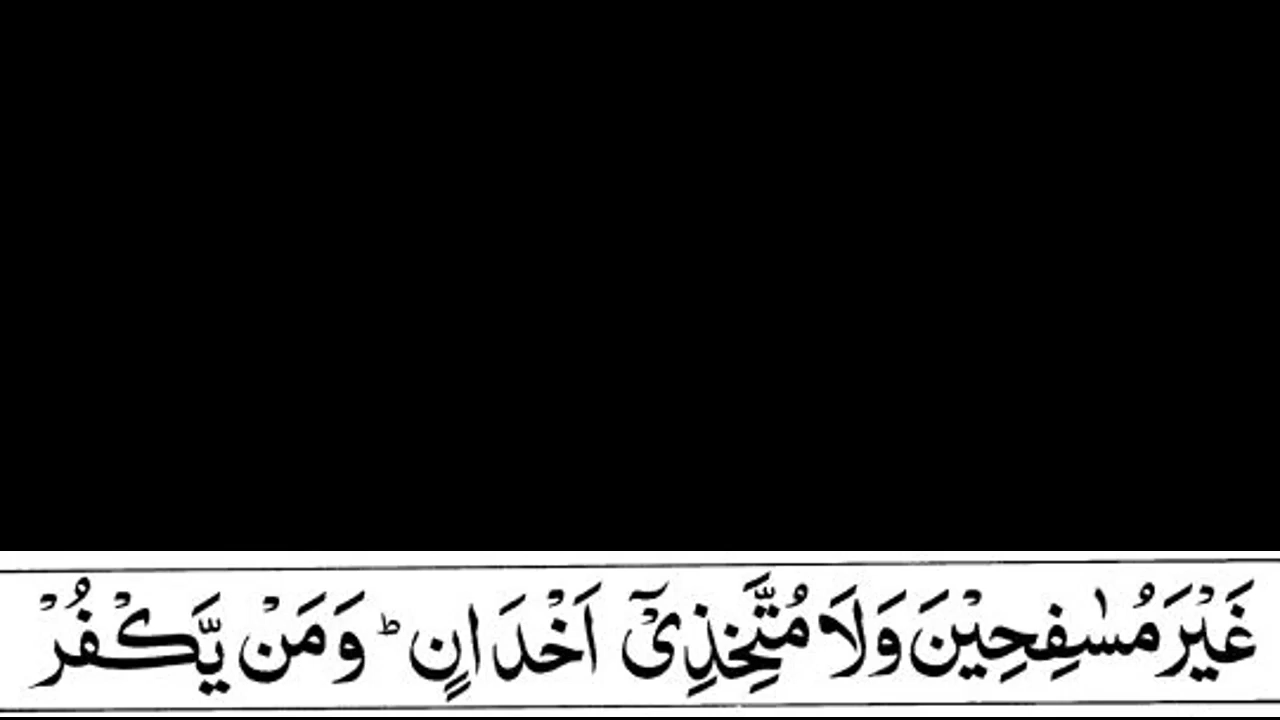 غَيْرَ مُسٰفِحِيْنَ وَلَا مُتَّخِذِىْۤ اَخْدَانٍ ؕ وَمَنْ يَّكْفُرْ